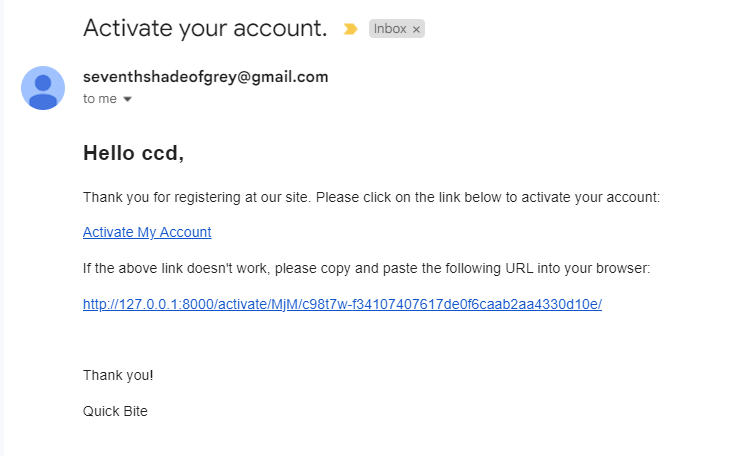 Activate your account. Inbox ×
seventhshadeofgrey@gmail.com
to me
Hello ccd,
Thank you for registering at our site. Please click on the link below to activate your account:
Activate My Account
If the above link doesn't work, please copy and paste the following URL into your browser:
http://127.0.0.1:8000/activate/MjM/c98t7w-f34107407617de0f6caab2aa4330d10e/
Thank you!
Quick Bite